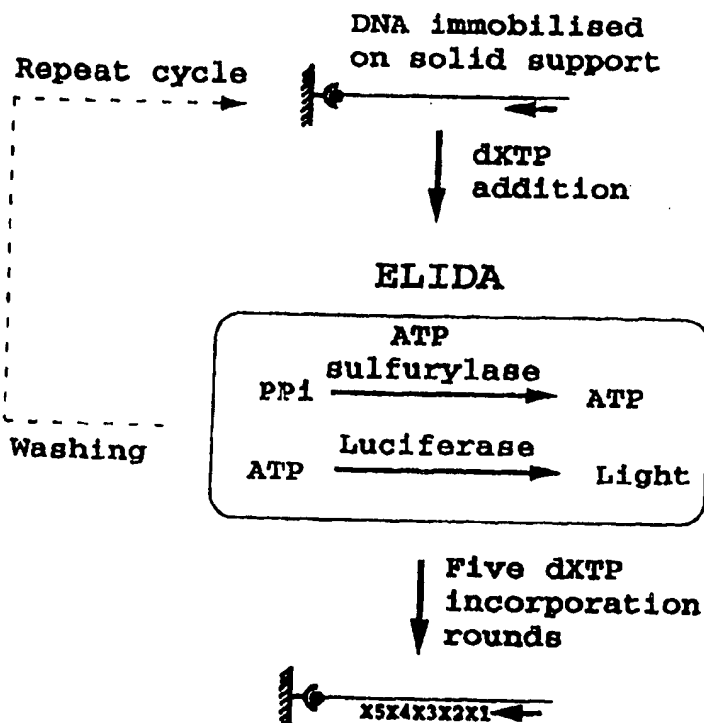 DNA immobilised
on solid support
Repeat cycle
dXTP
addition
ELIDA
ATP
sulfurylase
PPi
ATP
Luciferase
ATP
Light
Washing
Five dXTP
incorporation
rounds
X5X4X3X2X1